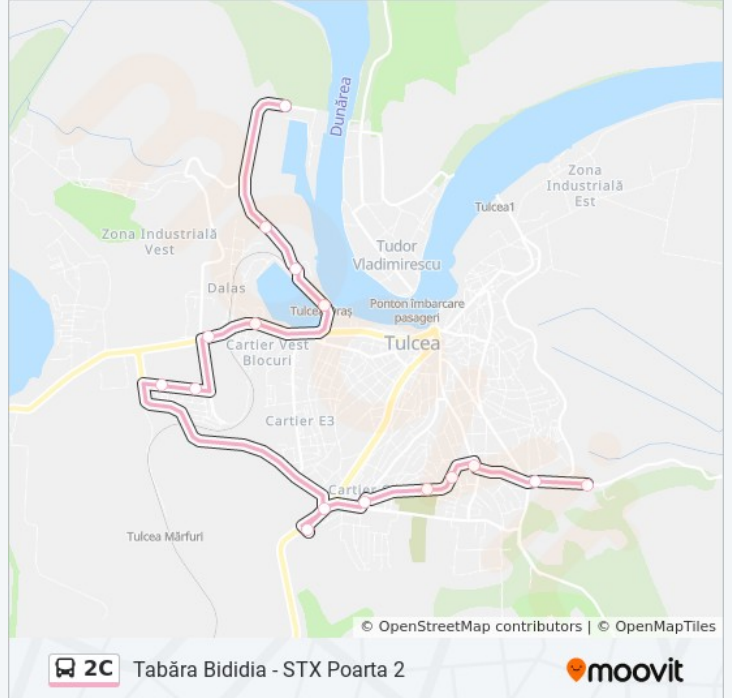 Dunărea
Zona
Industrială
Est
Tulcea1
Zona Industrială
Vest
Tudor
Vladimirescu
Dalas
Ponton îmbarcare
pasageri
Tulcea Oraș
Tulcea
Cartier Vest
Blocuri
Cartier E3
Cartier
Tulcea Mărfuri
© OpenStreetMap contributors | © OpenMapTiles
2C Tabăra Bididia - STX Poarta 2
moovit